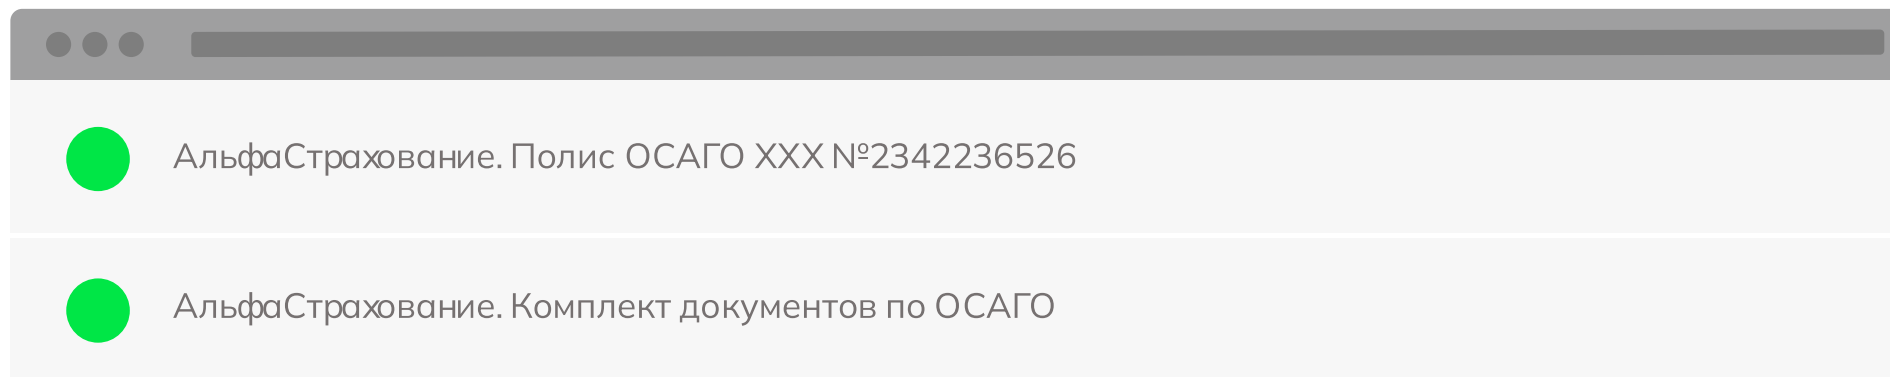 АльфаСтрахование. Полис ОСАГО ХХХ №2342236526
АльфаСтрахование. Комплект документов по ОСАГО